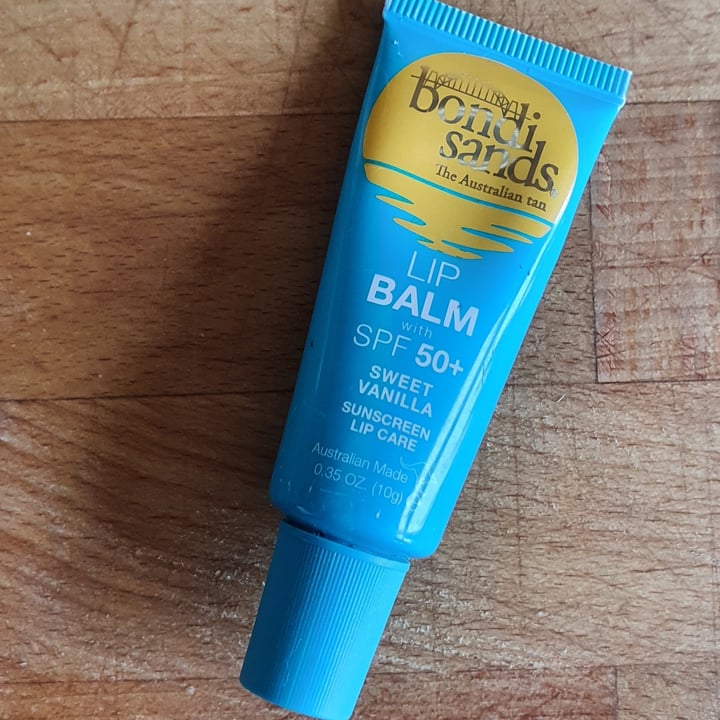 bondi
sands®
The Australian tan
LIP
BALM
with
SPF 50+
SWEET
VANILLA
SUNSCREEN
LIP CARE
Australian Made
0.35 OZ. (10g)